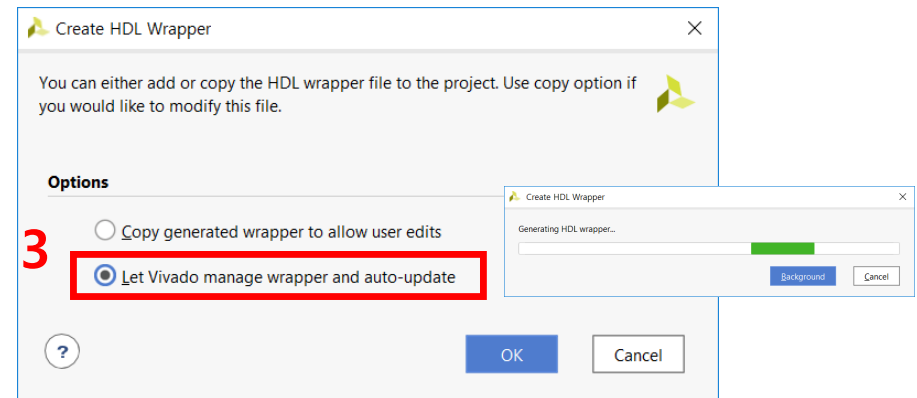 Create HDL Wrapper
You can either add or copy the HDL wrapper file to the project. Use copy option if
you would like to modify this file.
Options
3
Copy generated wrapper to allow user edits
Let Vivado manage wrapper and auto-update
?
OK
Cancel
Create HDL Wrapper
Generating HDL wrapper...
Background
Cancel